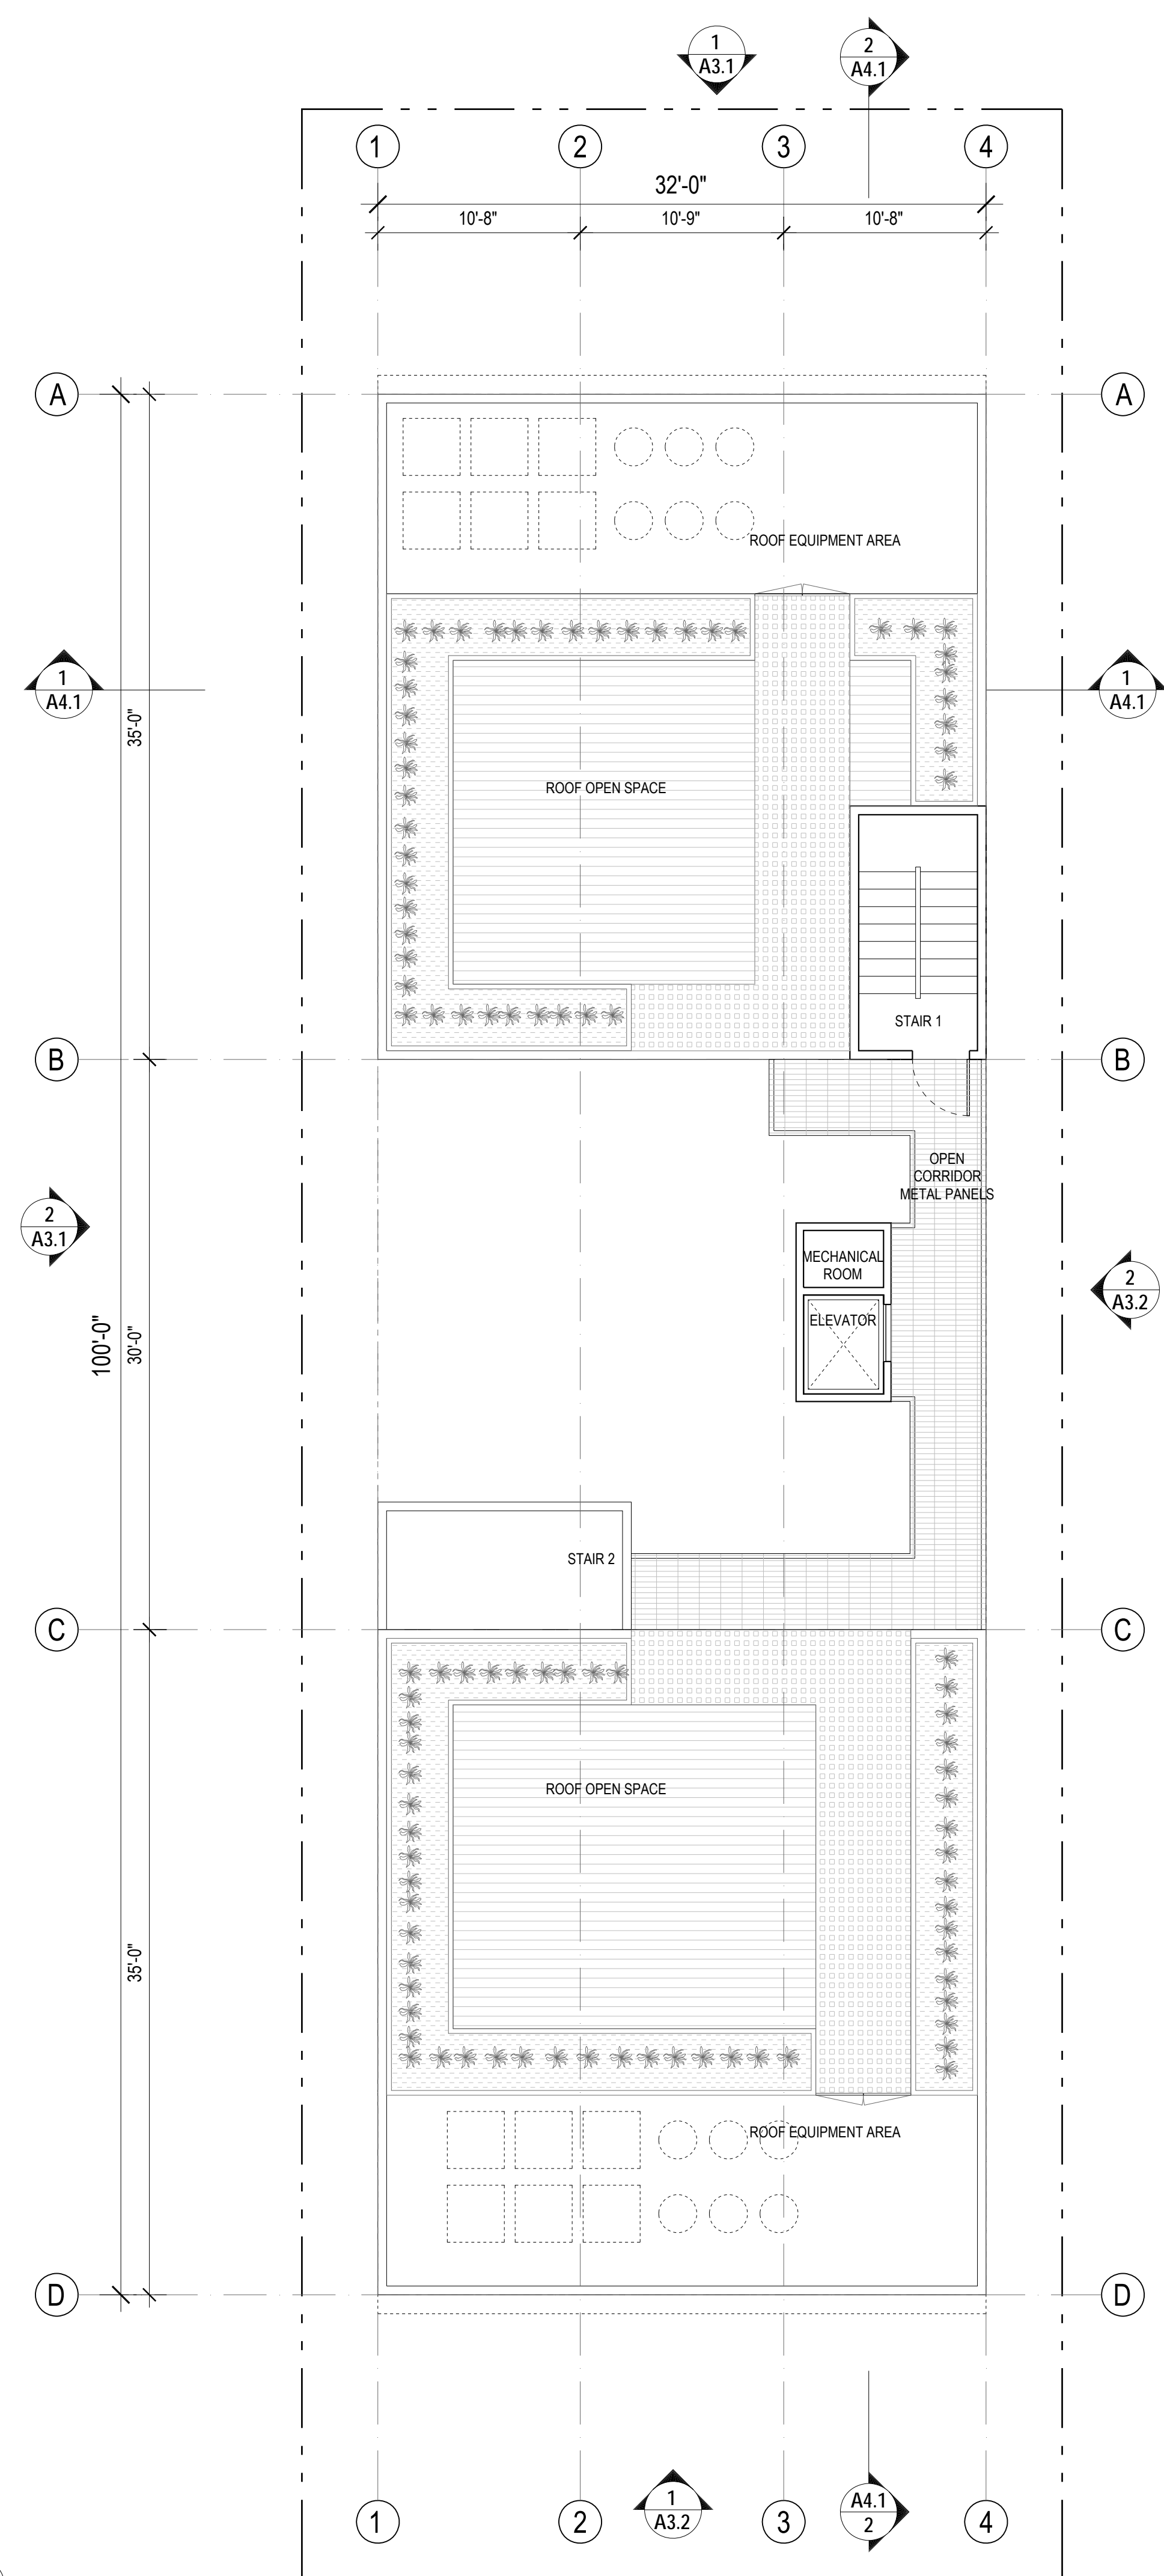 1
A3.1
2
A4.1
1
2
3
4
32'-0"
10'-8"
10'-9"
10'-8"
A
A
ROOF EQUIPMENT AREA
1
A4.1
1
A4.1
35'-0"
ROOF OPEN SPACE
STAIR 1
B
B
OPEN
CORRIDOR
METAL PANELS
2
A3.1
MECHANICAL
ROOM
2
A3.2
ELEVATOR
100'-0"
30'-0"
STAIR 2
C
C
ROOF OPEN SPACE
35'-0"
ROOF EQUIPMENT AREA
D
D
1
2
1
A3.2
3
A4.1
2
4